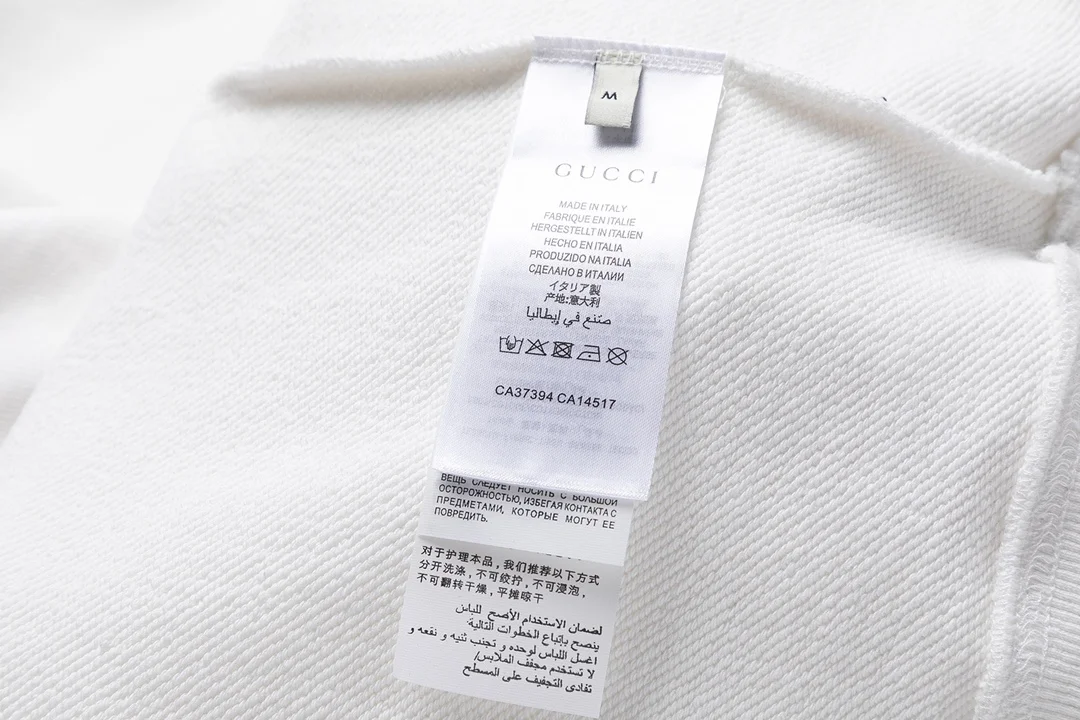 M
GUCCI
MADE IN ITALY
FABRIQUE EN ITALIE
HERGESTELLT IN ITALIEN
HECHO EN ITALIA
PRODUZIDO NA ITALIA
СДЕЛАНО В ИТАЛИИ
イタリア製
产地:意大利
صنع في إيطاليا
CA37394 CA14517
ВЕЩЬ СЛЕДУЕТ НОСИТЬ С БОЛЬШОЙ
ОСТОРОЖНОСТЬЮ, ИЗБЕГАЯ КОНТАКТА С
ПРЕДМЕТАМИ, КОТОРЫЕ МОГУТ ЕЕ
ПОВРЕДИТЬ.
对于护理本品，我们推荐以下方式
分开洗涤，不可绞拧，不可浸泡，
不可翻转干燥，平摊晾干
لضمان الاستخدام الأصح للباس
ينصح بإتباع الخطوات التالية:
اغسل اللباس لوحده و تجنب ثنيه و نقعه و
لا تستخدم مجفف الملابس/
تفادى التجفيف على المسطح